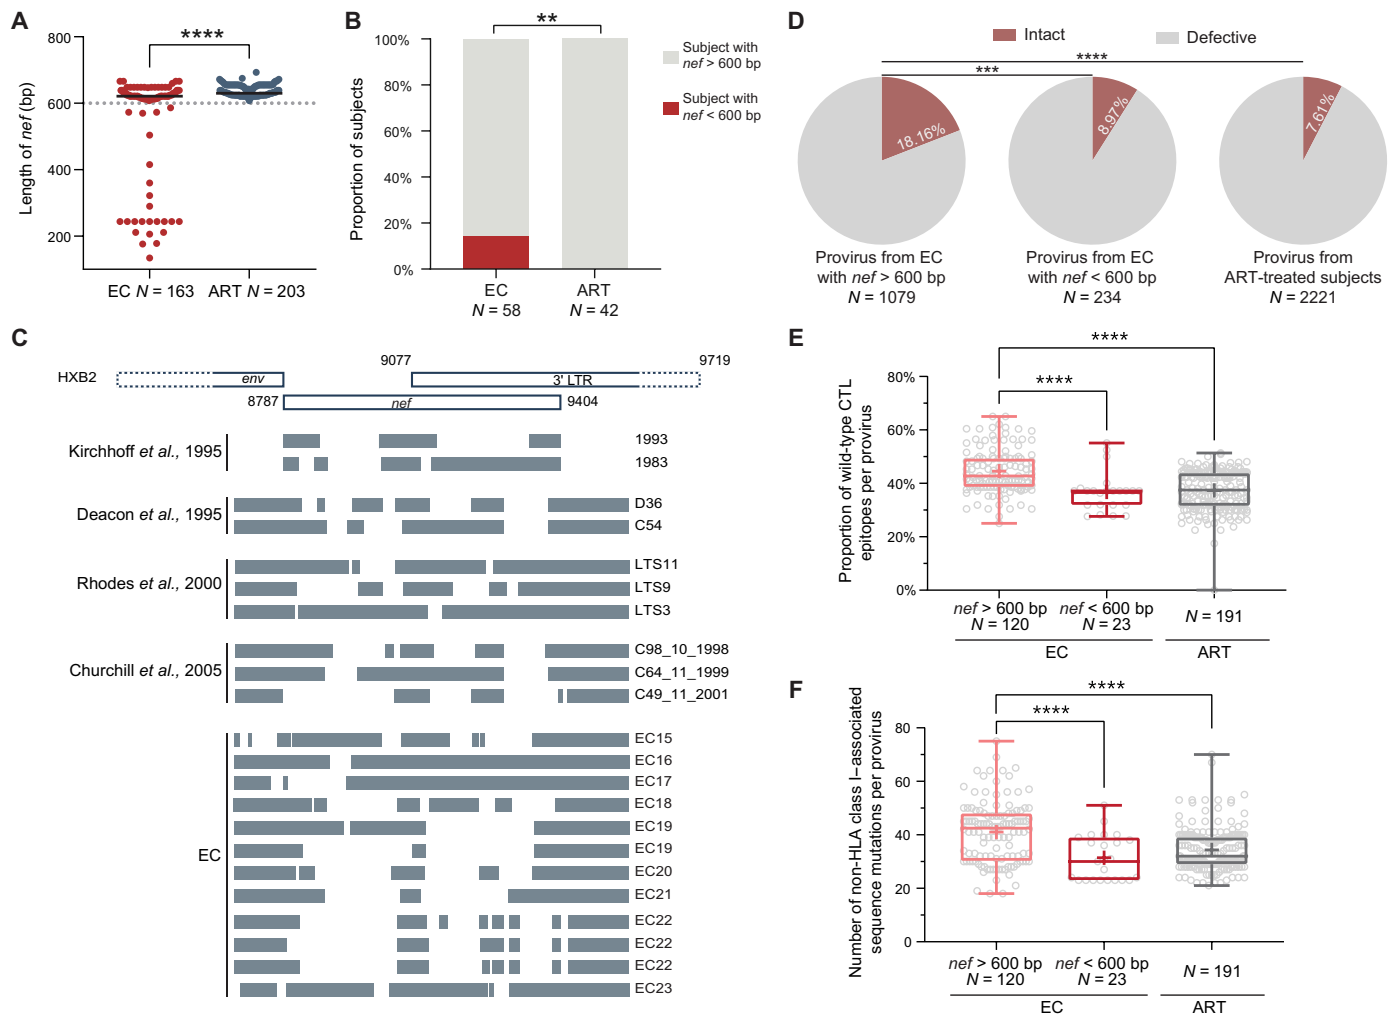 A
800
600
400
200
Length of nef (bp)
****
EC N = 163
ART N = 203
B
100%
80%
60%
40%
20%
0%
Proportion of subjects
**
EC
N = 58
ART
N = 42
Subject with
nef > 600 bp
Subject with
nef < 600 bp
D
Intact
Defective
****
***
18.16%
8.97%
7.61%
Provirus from EC
with nef > 600 bp
N = 1079
Provirus from EC
with nef < 600 bp
N = 234
Provirus from
ART-treated subjects
N = 2221
C
HXB2
env
9077
9719
3' LTR
8787
nef
9404
Kirchhoff et al., 1995
1993
1983
Deacon et al., 1995
D36
C54
Rhodes et al., 2000
LTS11
LTS9
LTS3
Churchill et al., 2005
C98_10_1998
C64_11_1999
C49_11_2001
EC
EC15
EC16
EC17
EC18
EC19
EC19
EC20
EC21
EC22
EC22
EC22
EC23
E
80%
60%
40%
20%
0%
Proportion of wild-type CTL
epitopes per provirus
****
****
nef > 600 bp
N = 120
nef < 600 bp
N = 23
N = 191
EC
ART
F
80
60
40
20
0
Number of non-HLA class I–associated
sequence mutations per provirus
****
****
nef > 600 bp
N = 120
nef < 600 bp
N = 23
N = 191
EC
ART